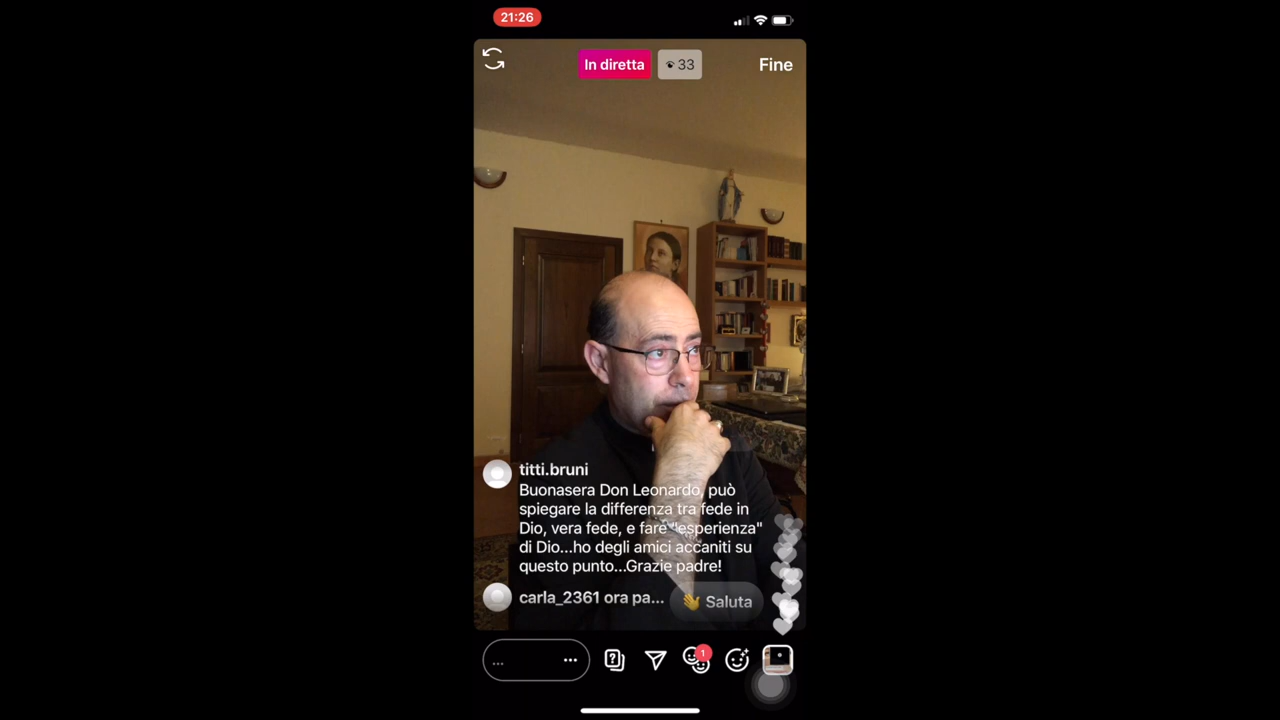 21:26
In diretta
33
Fine
titti.bruni
Buonasera Don Leonardo, può
spiegare la differenza tra fede in
Dio, vera fede, e fare "esperienza"
di Dio...ho degli amici accaniti su
questo punto...Grazie padre!
carla_2361 ora pa...
👋 Saluta
...
1